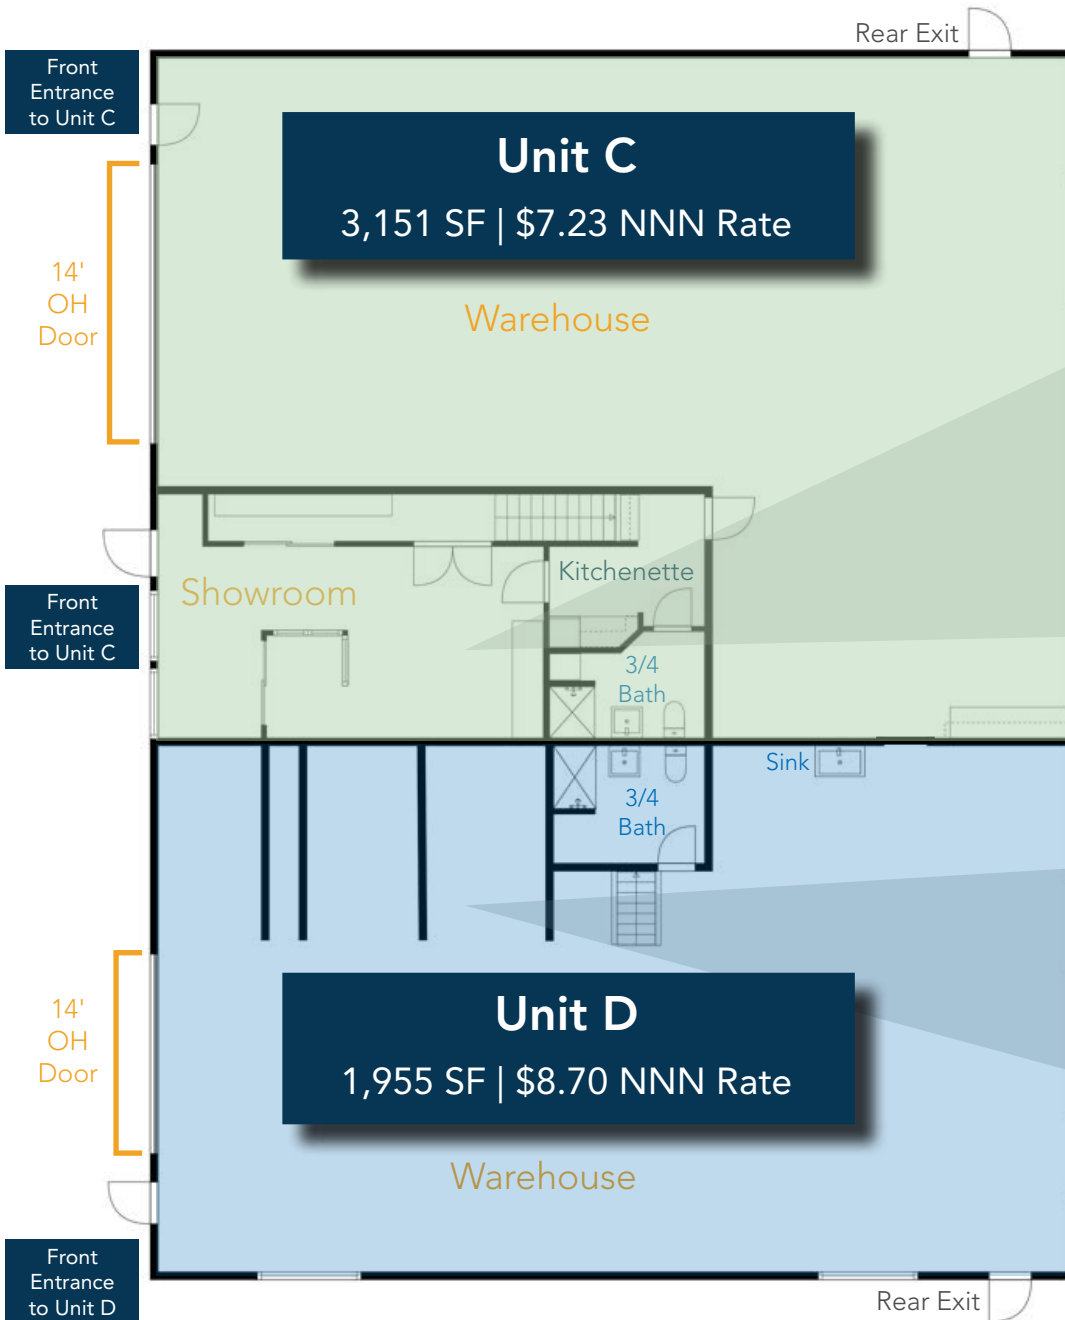 Rear Exit
Front
Entrance
to Unit C
Unit C
3,151 SF | $7.23 NNN Rate
14'
OH
Door
Warehouse
Kitchenette
Showroom
Front
Entrance
to Unit C
3/4
Bath
Sink
3/4
Bath
Unit D
1,955 SF | $8.70 NNN Rate
14'
OH
Door
Warehouse
Front
Entrance
to Unit D
Rear Exit